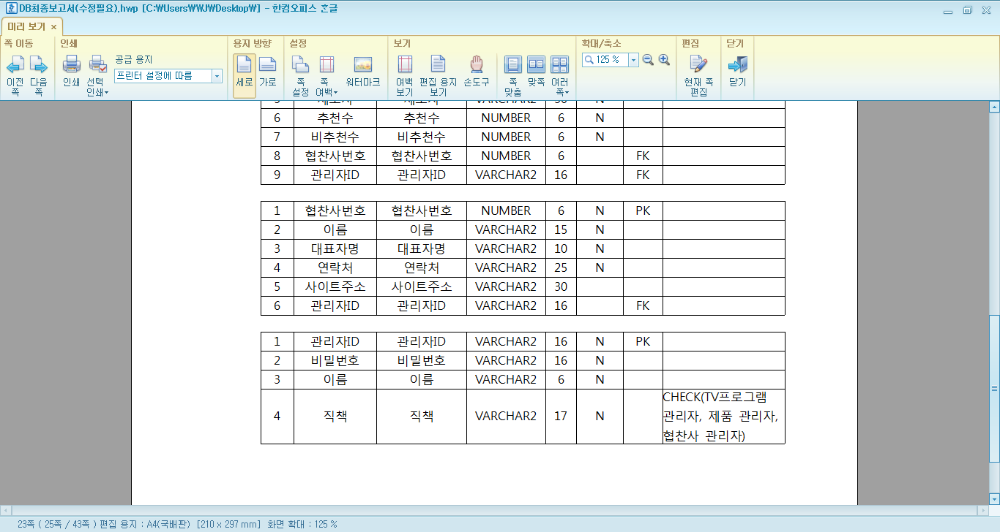 DB최종보고서(수정필요).hwp [C:₩Users₩WJ₩Desktop₩] - 한컴오피스 한글
미리 보기 ×
쪽 이동 인쇄 용지 방향 설정 보기 확대/축소 편집 닫기
공급 용지
프린터 설정에 따름
125 %
이전 쪽 다음 쪽 인쇄 선택 인쇄 세로 가로 쪽 설정 쪽 여백 워터마크 여백 보기 편집 용지 보기 손도구 쪽 맞춤 맞쪽 여러 쪽 현재 쪽 편집 닫기
6 추천수 추천수 NUMBER 6 N
7 비추천수 비추천수 NUMBER 6 N
8 협찬사번호 협찬사번호 NUMBER 6 FK
9 관리자ID 관리자ID VARCHAR2 16 FK
1 협찬사번호 협찬사번호 NUMBER 6 N PK
2 이름 이름 VARCHAR2 15 N
3 대표자명 대표자명 VARCHAR2 10 N
4 연락처 연락처 VARCHAR2 25 N
5 사이트주소 사이트주소 VARCHAR2 30
6 관리자ID 관리자ID VARCHAR2 16 FK
1 관리자ID 관리자ID VARCHAR2 16 N PK
2 비밀번호 비밀번호 VARCHAR2 16 N
3 이름 이름 VARCHAR2 6 N
4 직책 직책 VARCHAR2 17 N CHECK(TV프로그램
관리자, 제품 관리자,
협찬사 관리자)
23쪽 ( 25쪽 / 43쪽 ) 편집 용지 : A4(국배판) [210 x 297 mm] 화면 확대 : 125 %